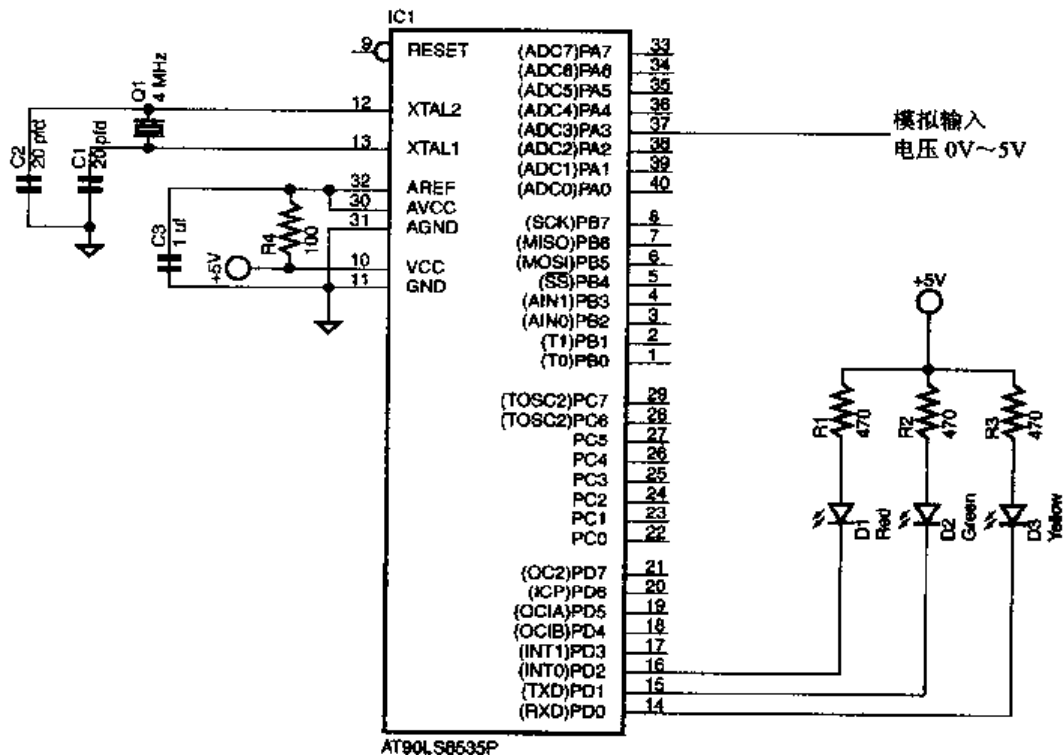 IC1
9
RESET
12
XTAL2
13
XTAL1
32
AREF
30
AVCC
31
AGND
10
VCC
11
GND
Q1
4 MHz
C2
20 pfd
C1
20 pfd
C3
1 uf
R4
100
+5V
(ADC7)PA7 33
(ADC6)PA6 34
(ADC5)PA5 35
(ADC4)PA4 36
(ADC3)PA3 37
(ADC2)PA2 38
(ADC1)PA1 39
(ADC0)PA0 40
(SCK)PB7 8
(MISO)PB6 7
(MOSI)PB5 6
(SS)PB4 5
(AIN1)PB3 4
(AIN0)PB2 3
(T1)PB1 2
(T0)PB0 1
(TOSC2)PC7 29
(TOSC2)PC6 28
PC5 27
PC4 26
PC3 25
PC2 24
PC1 23
PC0 22
(OC2)PD7 21
(ICP)PD6 20
(OCIA)PD5 19
(OCIB)PD4 18
(INT1)PD3 17
(INT0)PD2 16
(TXD)PD1 15
(RXD)PD0 14
AT90LS8535P
模拟输入
电压 0V～5V
+5V
R1
470
R2
470
R3
470
D1
Red
D2
Green
D3
Yellow